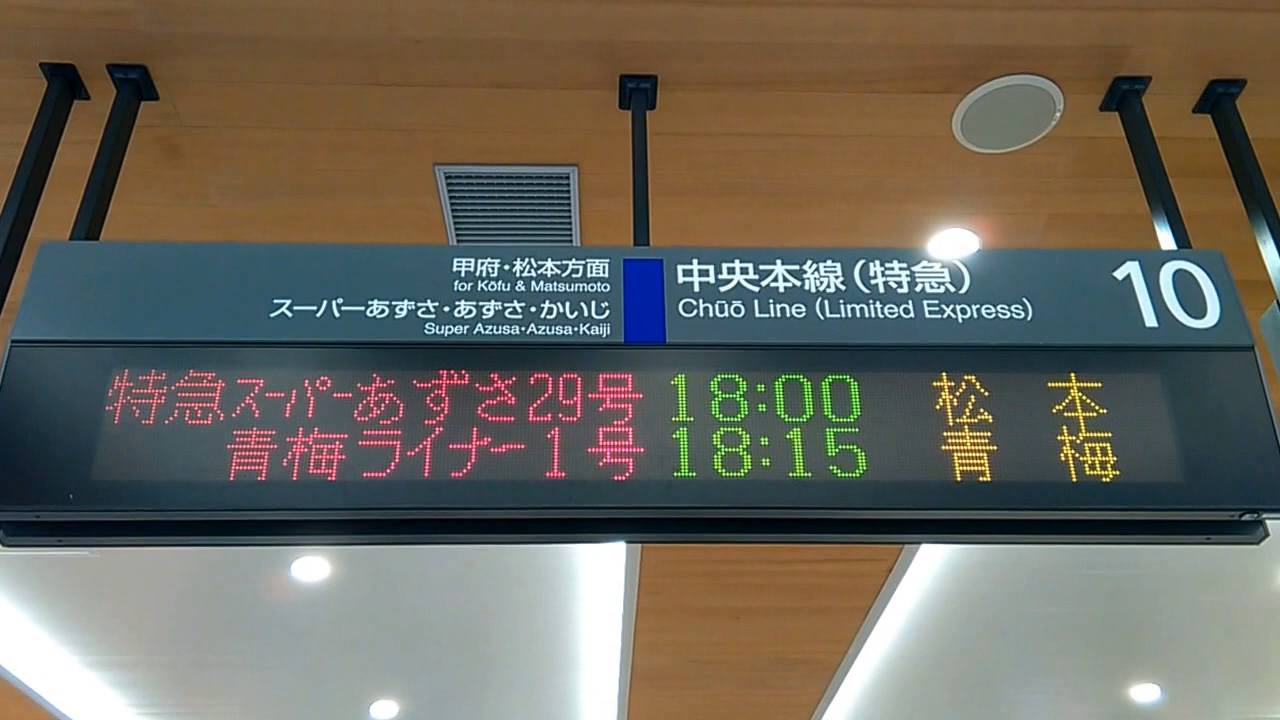 甲府・松本方面
for Kōfu & Matsumoto
スーパーあずさ・あずさ・かいじ
Super Azusa・Azusa・Kaiji
中央本線(特急)
Chūō Line (Limited Express)
10
特急スーパーあずさ29号 18:00 松本
青梅ライナー1号 18:15 青梅